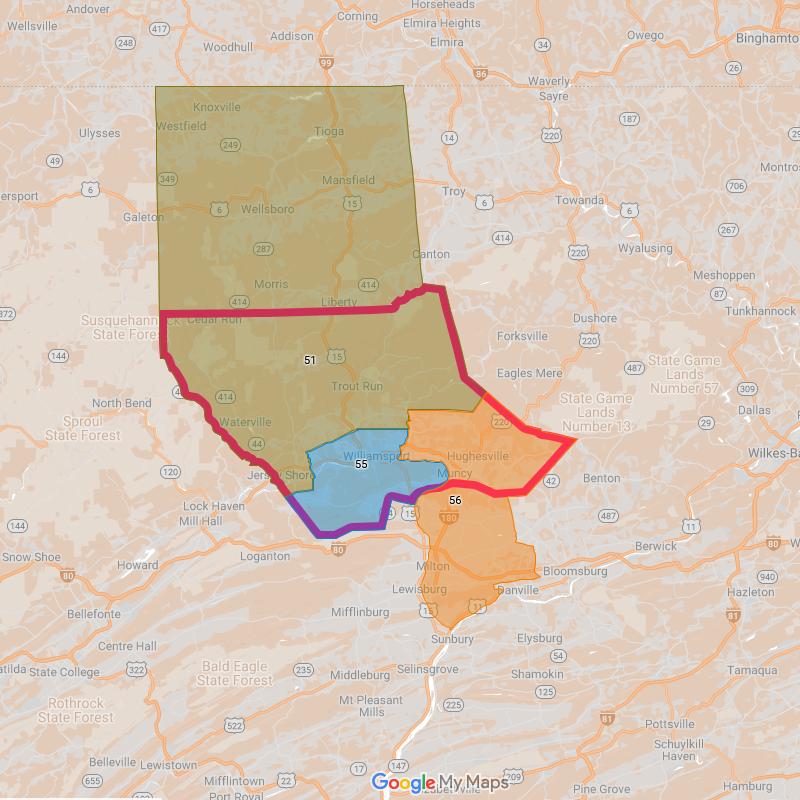 Andover
Horseheads
Corning
Wellsville
417
Elmira Heights
Addison
Owego
248
Woodhull
Elmira
34
Binghamto
99
26
86
Waverly
Sayre
Knoxville
Westfield
Tioga
187
Ulysses
14
220
249
49
Montros
349
Mansfield
706
6
Troy
ersport
15
6
Towanda
6
Wellsboro
6
Galeton
267
414
Wyalusing
287
220
Canton
Meshoppen
Morris
414
87
414
Liberty
Tunkhannock
872
Susquehannock
State Forest
Cedar Run
Dushore
Forksville
220
51
15
144
487
State Game
Lands
Number 57
Eagles Mere
Trout Run
309
414
North Bend
State Game
Lands
Number 13
Dallas
Sproul
State Forest
Waterville
220
29
44
Williamsport
Hughesville
Wilkes-Ba
55
120
Jersey Shore
Muncy
Benton
42
Lock Haven
56
Mill Hall
15
180
487
144
11
Snow Shoe
80
Loganton
Berwick
80
Howard
Milton
Bloomsburg
80
940
Lewisburg
Danville
Hazleton
Bellefonte
Mifflinburg
15
11
81
Sunbury
Elysburg
Centre Hall
54
atilda
State College
322
Bald Eagle
State Forest
235
Selinsgrove
Tamaqua
Middleburg
Shamokin
125
Rothrock
State Forest
Mt Pleasant
Mills
225
522
81
Pottsville
Schuylkill
Haven
Belleville
Lewistown
147
17
655
Mifflintown
22
209
Port Royal
Google My Maps
Pine Grove
Hamburg